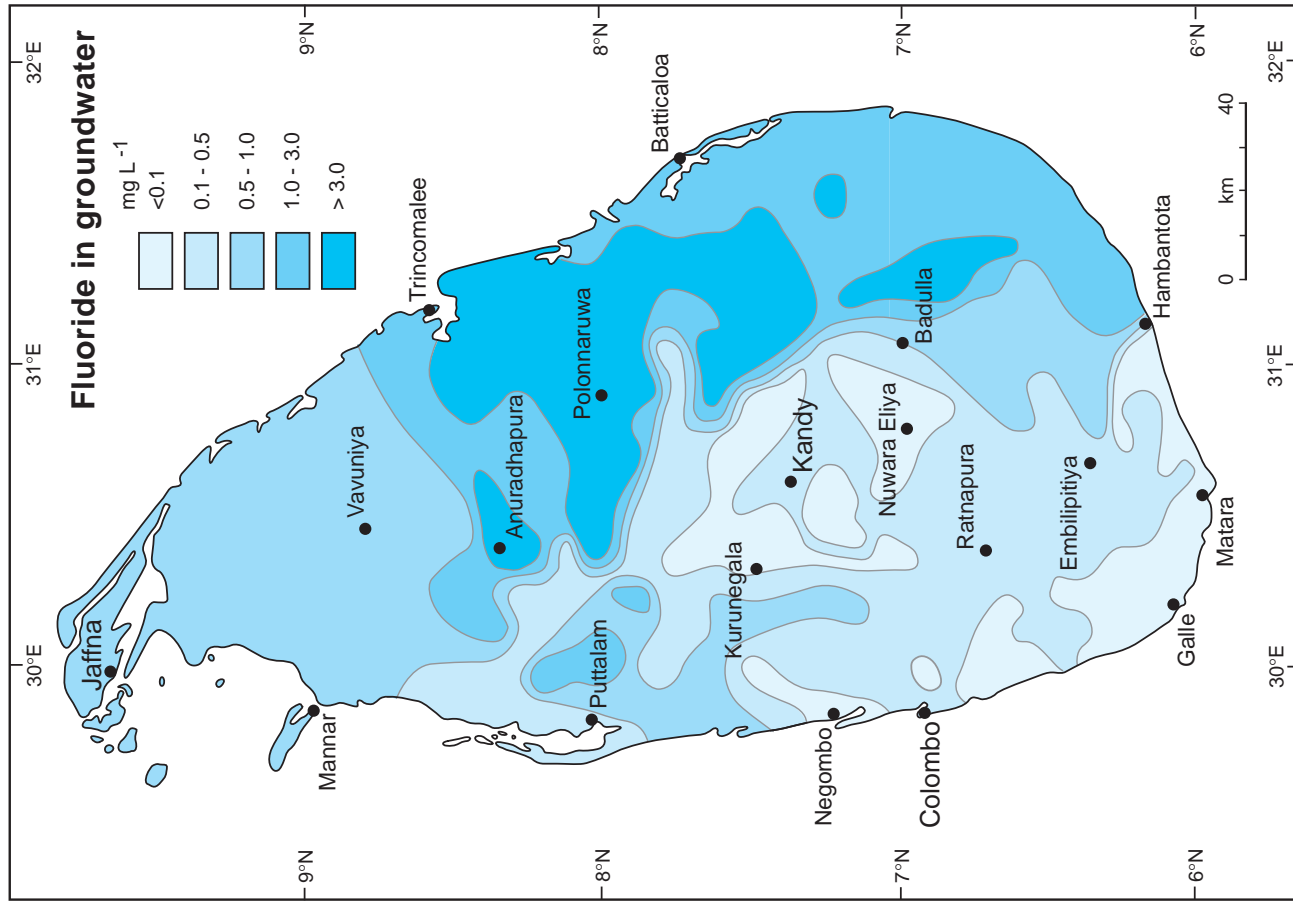 Fluoride in groundwater
mg L -1
<0.1
0.1 - 0.5
0.5 - 1.0
1.0 - 3.0
> 3.0
30°E
31°E
32°E
9°N
8°N
7°N
6°N
Jaffna
Mannar
Vavuniya
Trincomalee
Anuradhapura
Polonnaruwa
Batticaloa
Puttalam
Kurunegala
Kandy
Negombo
Nuwara Eliya
Badulla
Colombo
Ratnapura
Embilipitiya
Hambantota
Galle
Matara
0
km
40
9°N
8°N
7°N
6°N
30°E
32°E